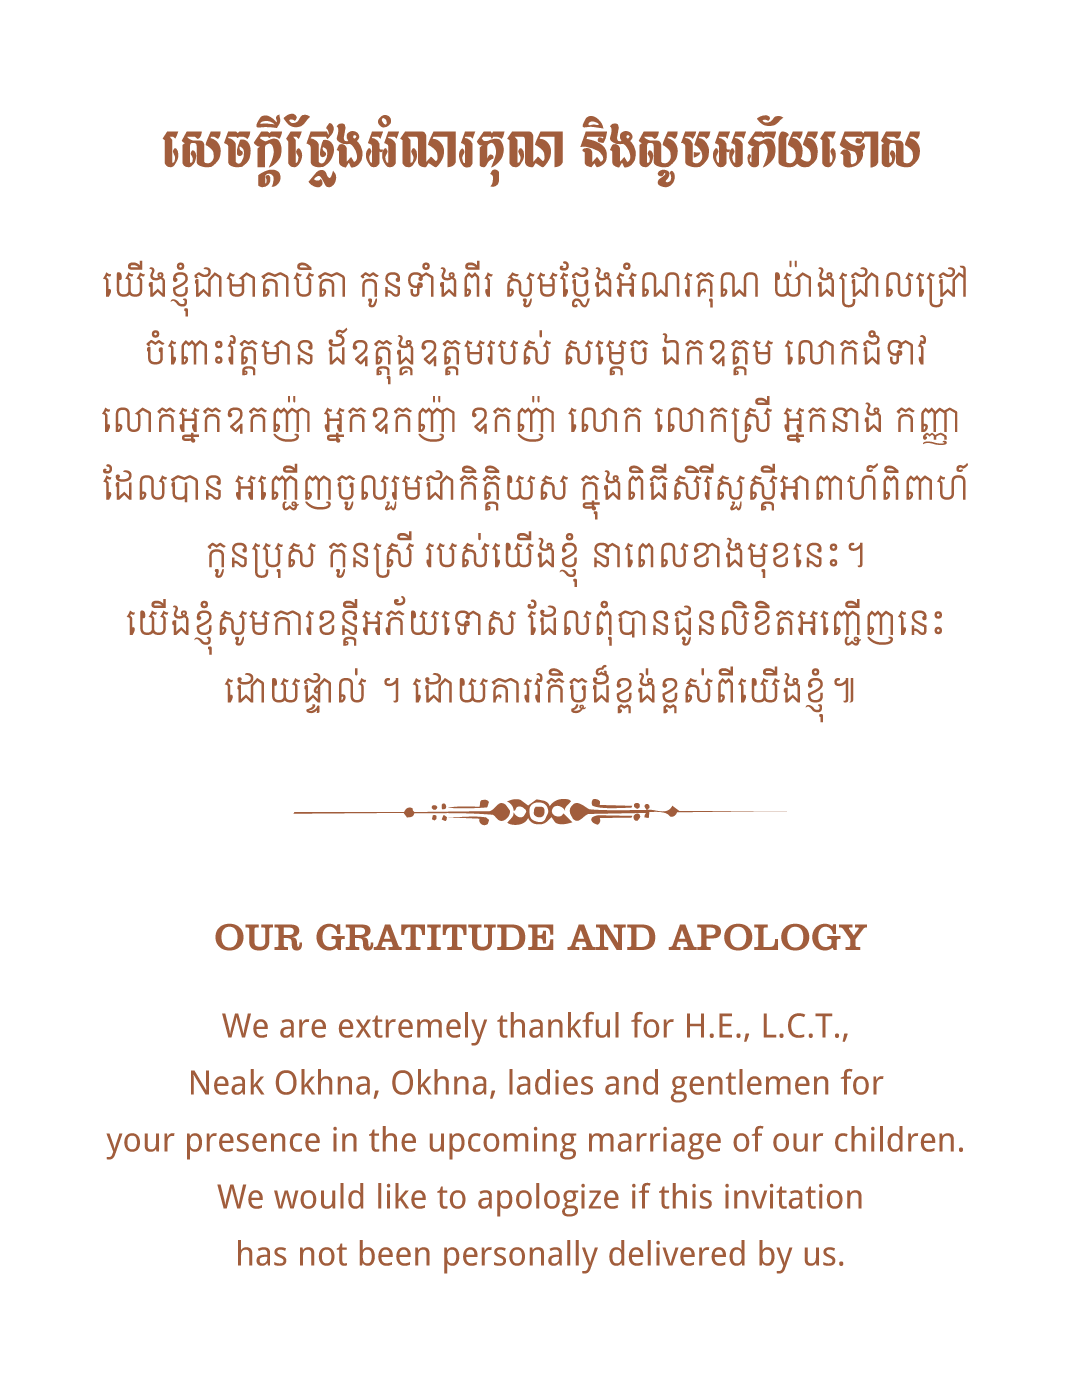 សេចក្ដីថ្លែងអំណរគុណ និងសូមអភ័យទោស
យើងខ្ញុំជាមាតាបិតា កូនទាំងពីរ សូមថ្លែងអំណរគុណ យ៉ាងជ្រាលជ្រៅ
ចំពោះវត្តមាន ដ៍ឧត្តុង្គឧត្តមរបស់ សម្ដេច ឯកឧត្តម លោកជំទាវ
លោកអ្នកឧកញ៉ា អ្នកឧកញ៉ា ឧកញ៉ា លោក លោកស្រី អ្នកនាង កញ្ញា
ដែលបាន អញ្ជើញចូលរួមជាកិត្តិយស ក្នុងពិធីសិរីសួស្ដីអាពាហ៍ពិពាហ៍
កូនប្រុស កូនស្រី របស់យើងខ្ញុំ នាពេលខាងមុខនេះ។
យើងខ្ញុំសូមការខន្តីអភ័យទោស ដែលពុំបានជូនលិខិតអញ្ជើញនេះ
ដោយផ្ទាល់ ។ ដោយគារវកិច្ចដ៏ខ្ពង់ខ្ពស់ពីយើងខ្ញុំ៕
OUR GRATITUDE AND APOLOGY
We are extremely thankful for H.E., L.C.T.,
Neak Okhna, Okhna, ladies and gentlemen for
your presence in the upcoming marriage of our children.
We would like to apologize if this invitation
has not been personally delivered by us.